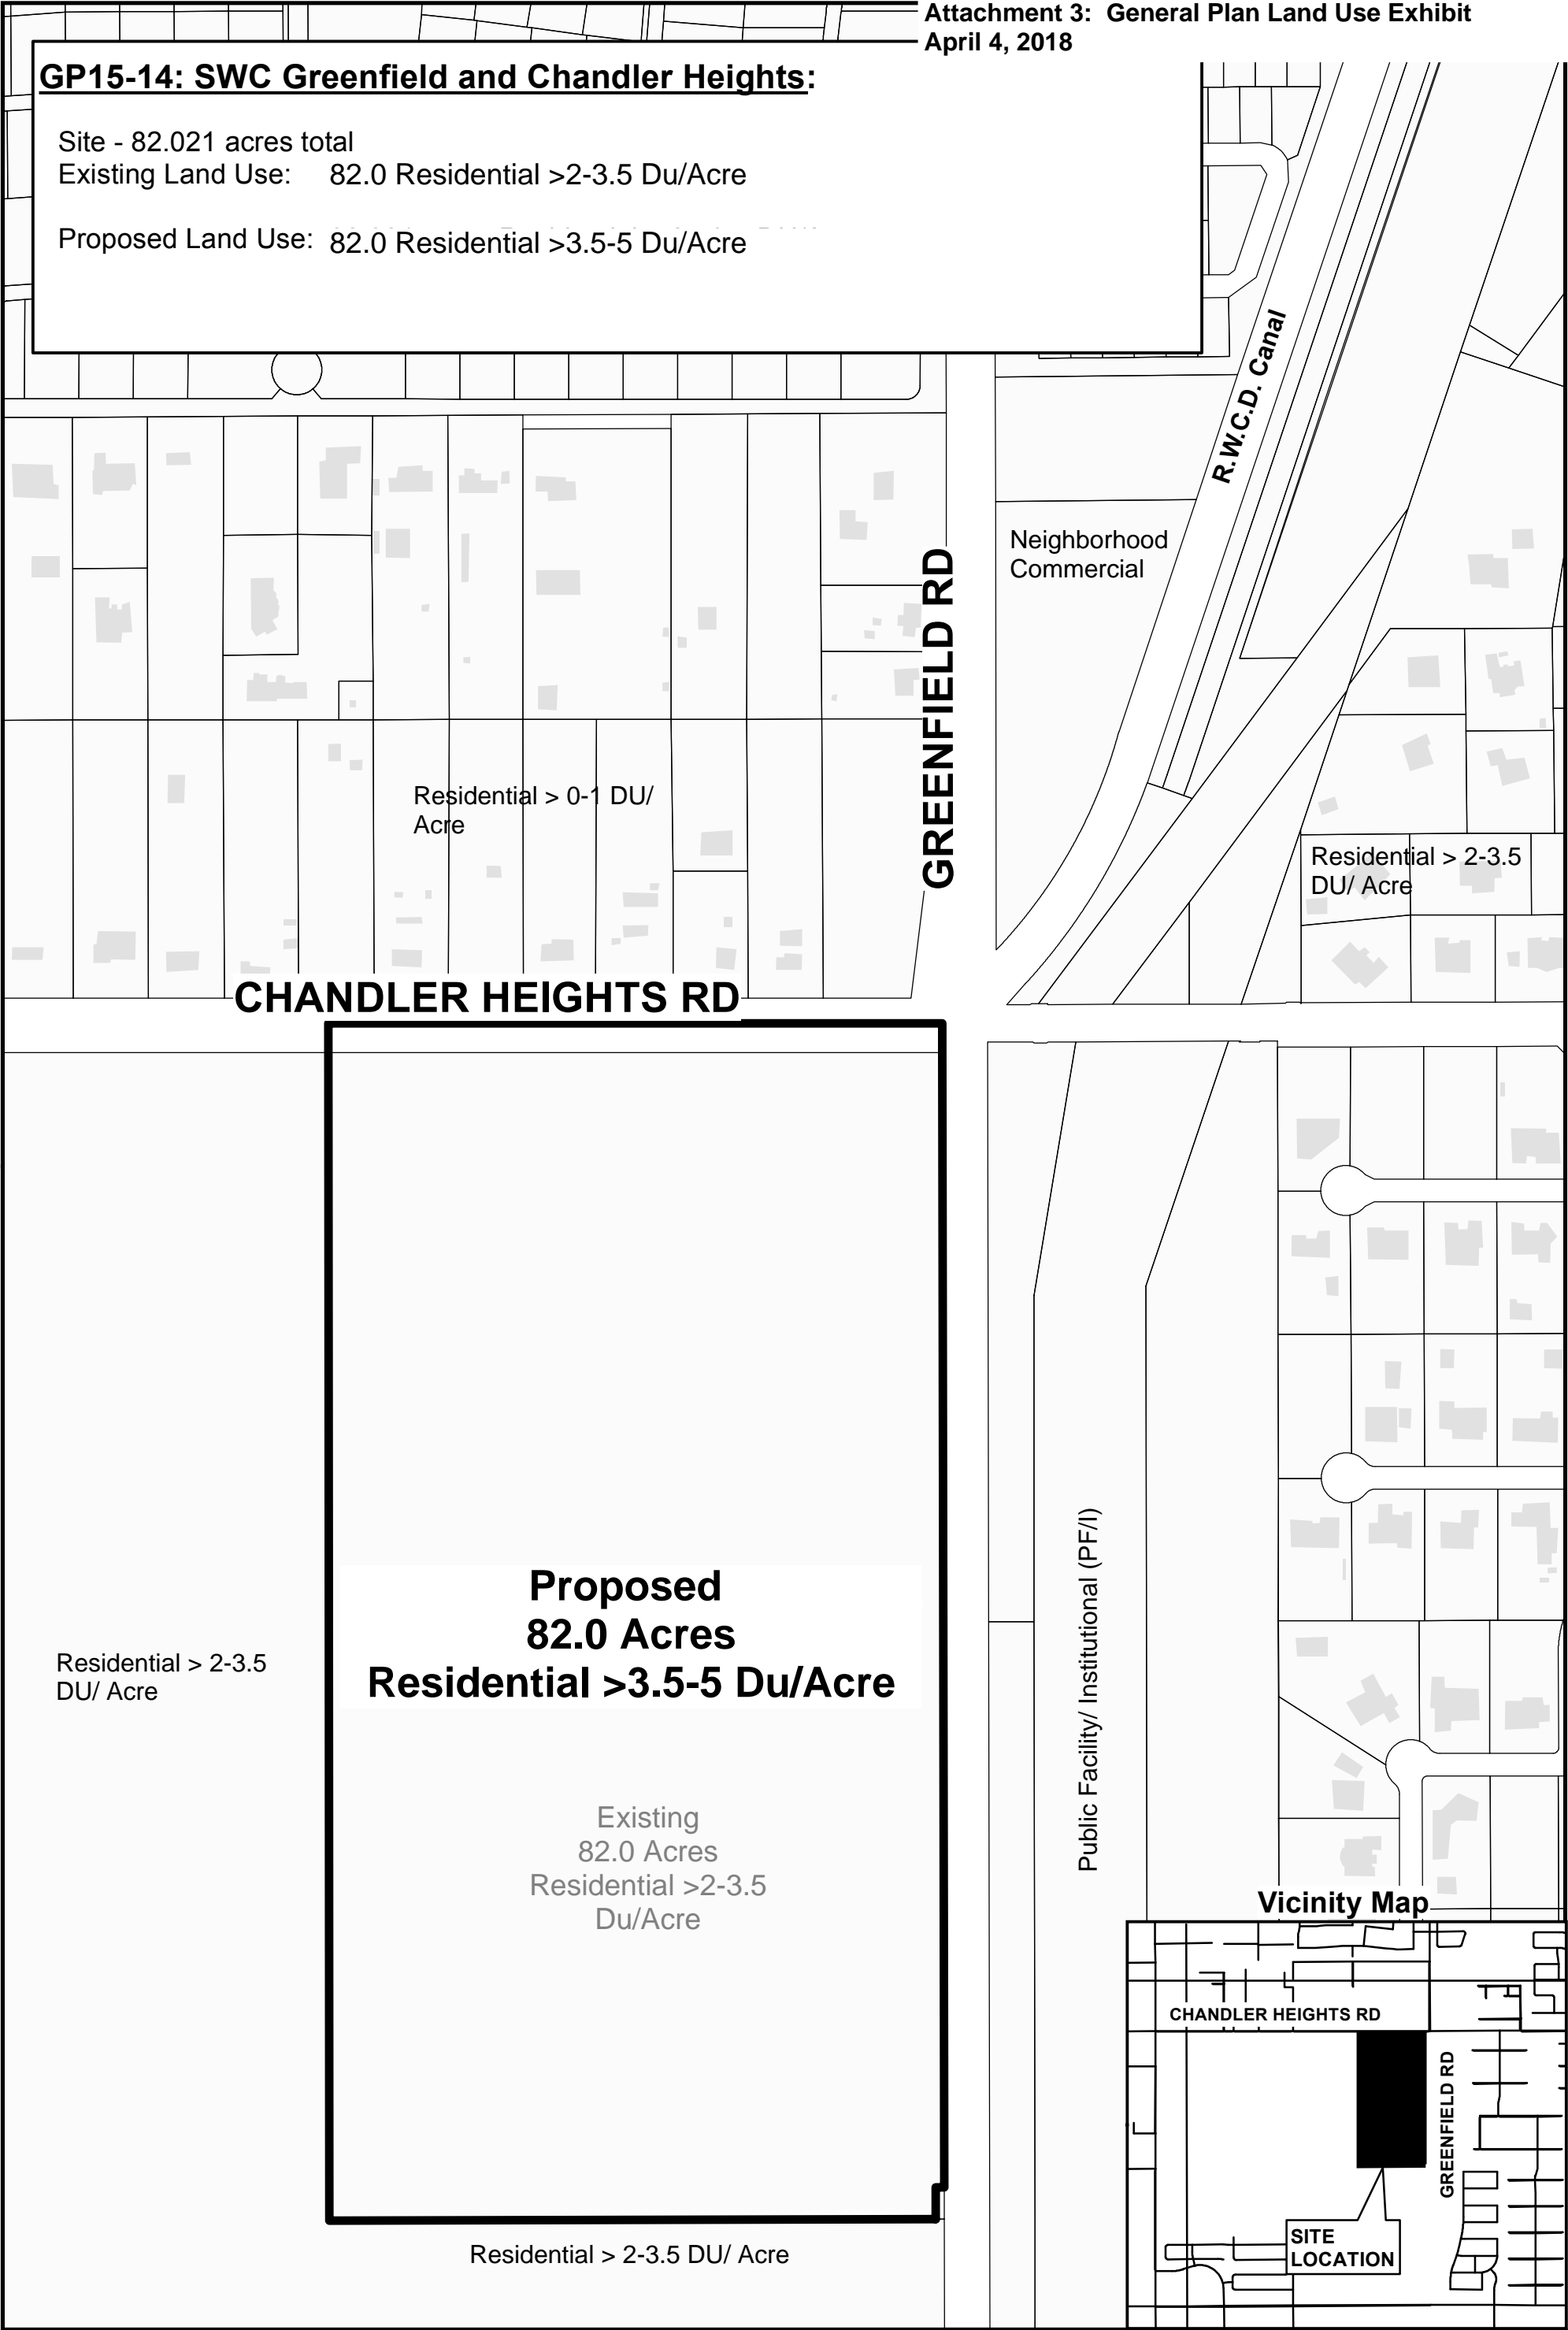 Attachment 3: General Plan Land Use Exhibit
April 4, 2018
GP15-14: SWC Greenfield and Chandler Heights:
Site - 82.021 acres total
Existing Land Use: 82.0 Residential >2-3.5 Du/Acre
Proposed Land Use: 82.0 Residential >3.5-5 Du/Acre
R.W.C.D. Canal
Neighborhood
Commercial
GREENFIELD RD
Residential > 0-1 DU/
Acre
Residential > 2-3.5
DU/ Acre
CHANDLER HEIGHTS RD
Proposed
82.0 Acres
Residential >3.5-5 Du/Acre
Residential > 2-3.5
DU/ Acre
Existing
82.0 Acres
Residential >2-3.5
Du/Acre
Public Facility/ Institutional (PF/I)
Residential > 2-3.5 DU/ Acre
Vicinity Map
CHANDLER HEIGHTS RD
GREENFIELD RD
SITE
LOCATION